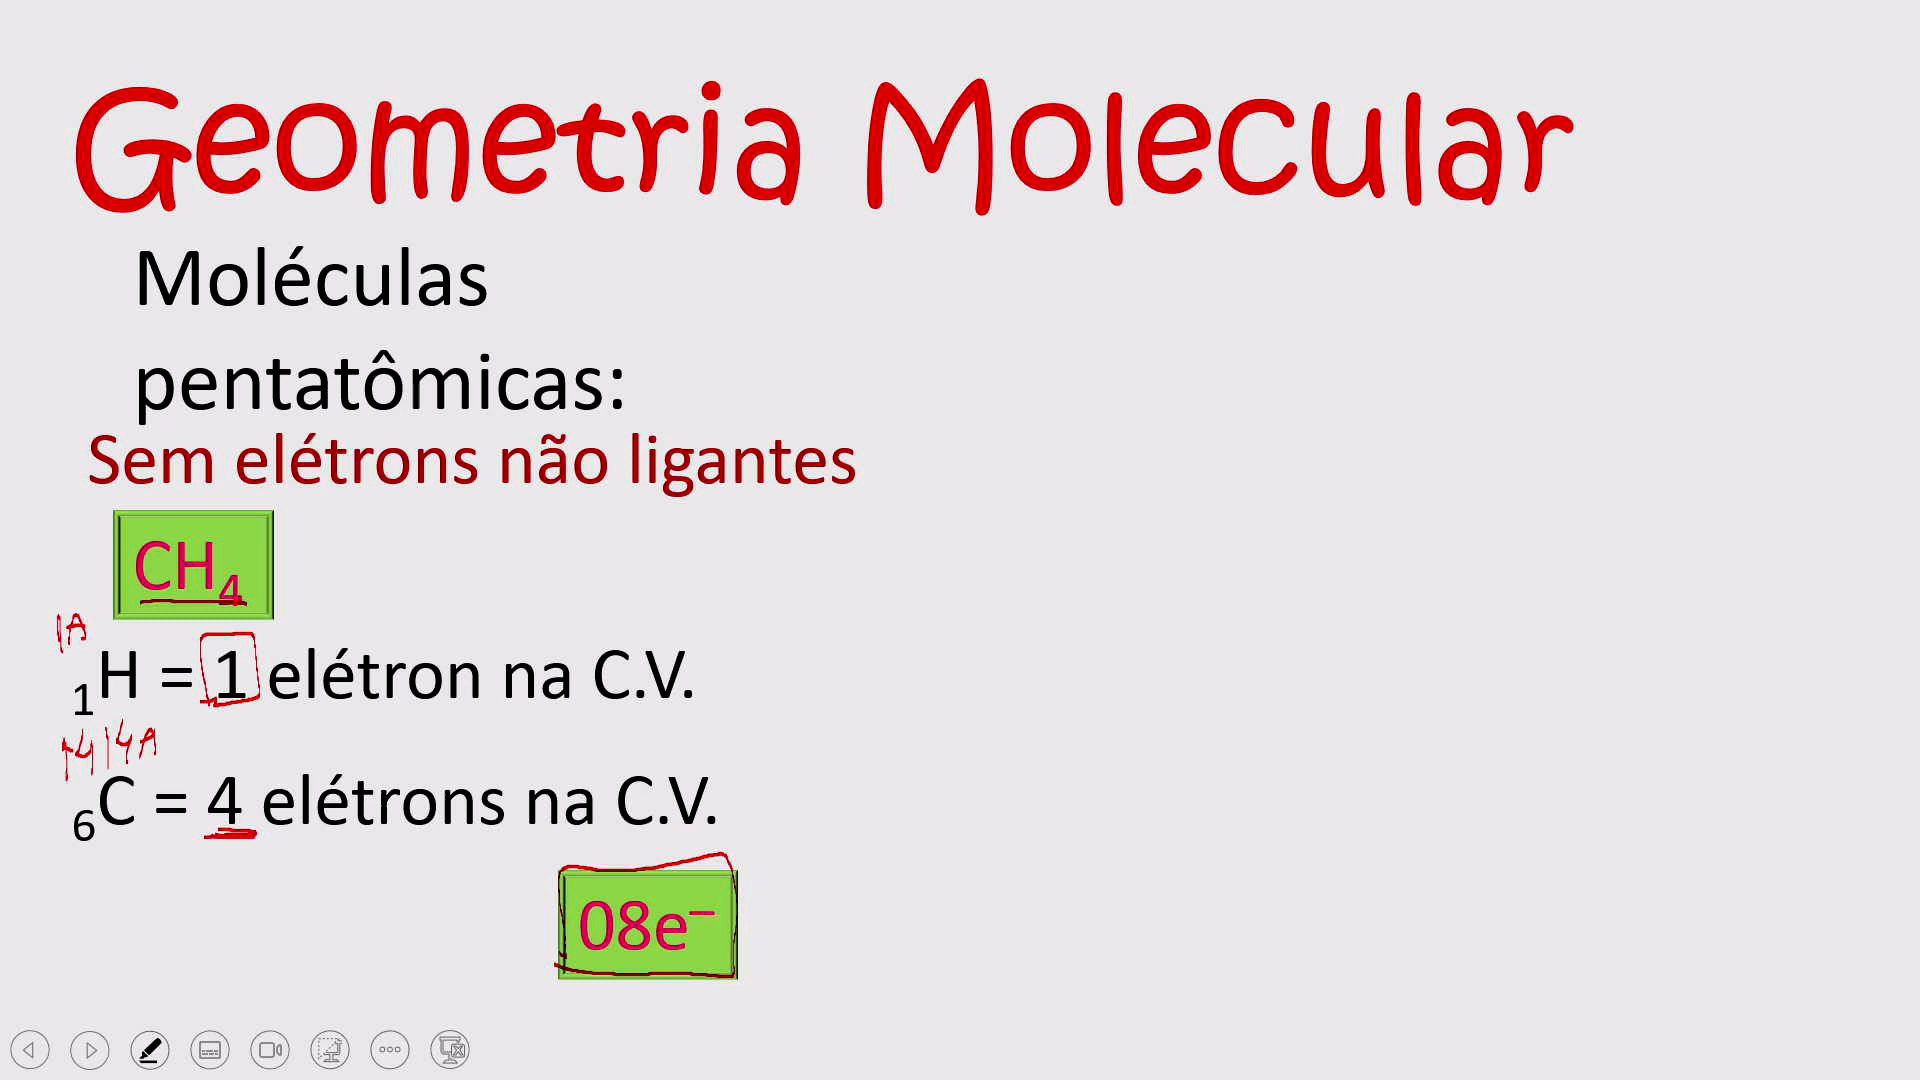 Geometria Molecular
Moléculas
pentatômicas:
Sem elétrons não ligantes
CH₄
1A
₁H = 1 elétron na C.V.
14A
₆C = 4 elétrons na C.V.
08e⁻